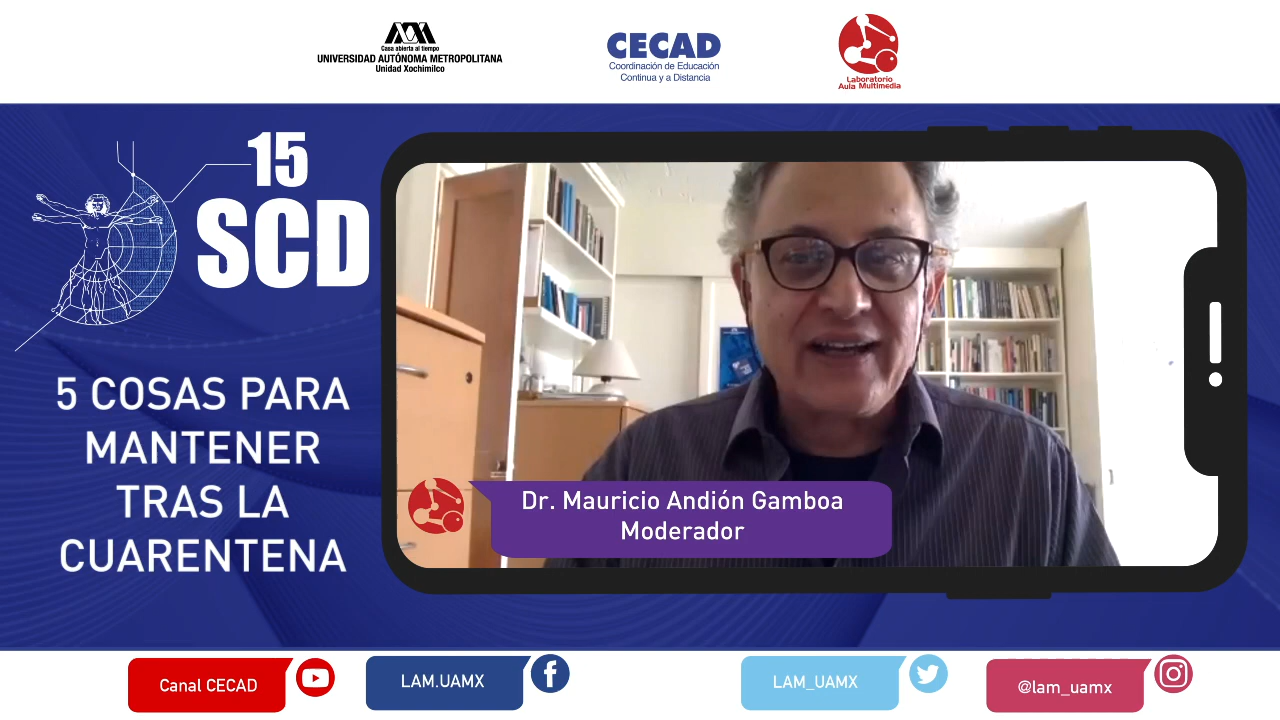 Casa abierta al tiempo
UNIVERSIDAD AUTÓNOMA METROPOLITANA
Unidad Xochimilco
CECAD
Coordinación de Educación
Continua y a Distancia
Laboratorio
Aula Multimedia
15
SCD
5 COSAS PARA
MANTENER
TRAS LA
CUARENTENA
Dr. Mauricio Andión Gamboa
Moderador
Canal CECAD
LAM.UAMX
LAM_UAMX
@lam_uamx